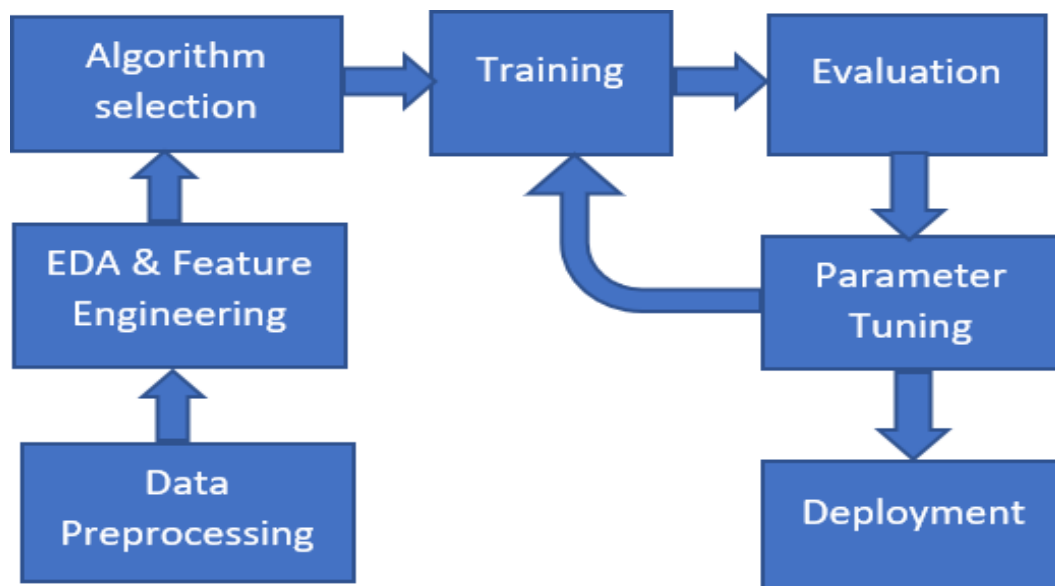 Algorithm
selection
Training
Evaluation
EDA & Feature
Engineering
Parameter
Tuning
Data
Preprocessing
Deployment